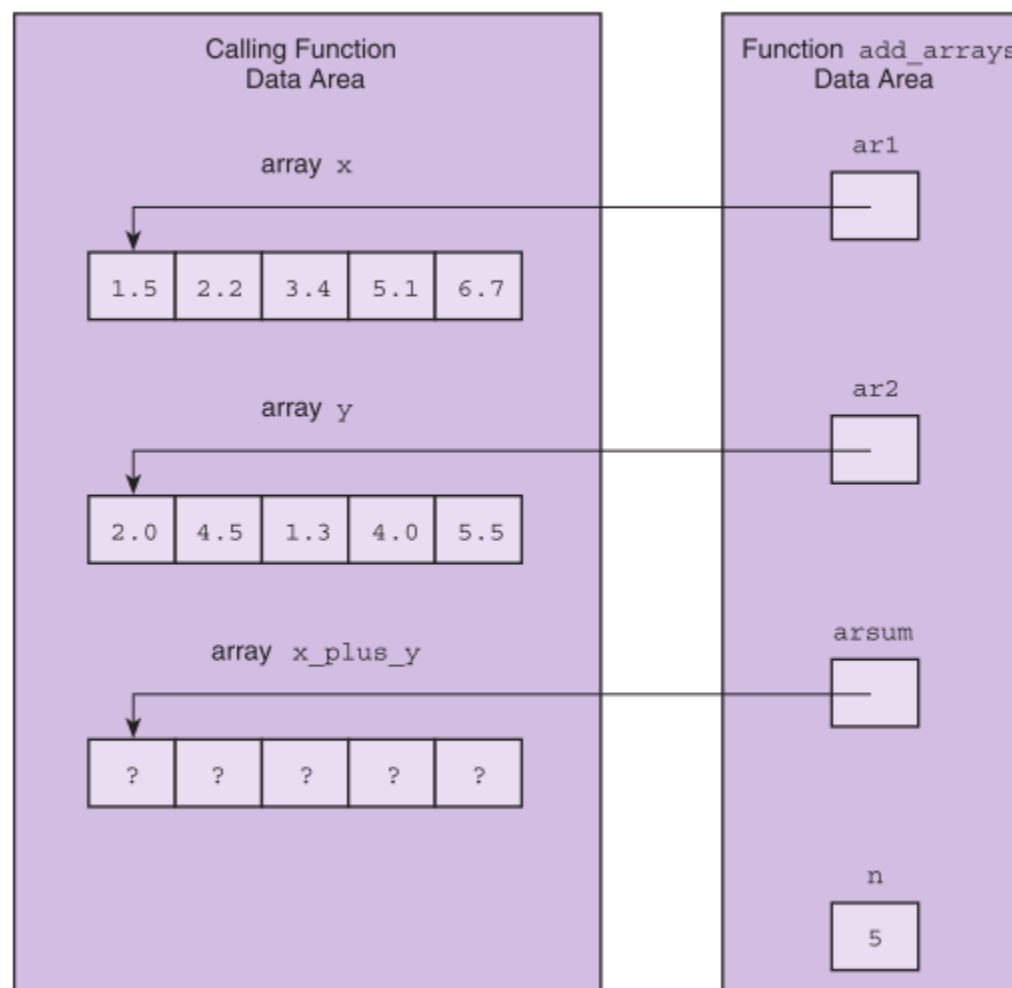 Calling Function
Data Area
array x
1.5 2.2 3.4 5.1 6.7
array y
2.0 4.5 1.3 4.0 5.5
array x_plus_y
? ? ? ? ?
Function add_arrays
Data Area
ar1
ar2
arsum
n
5